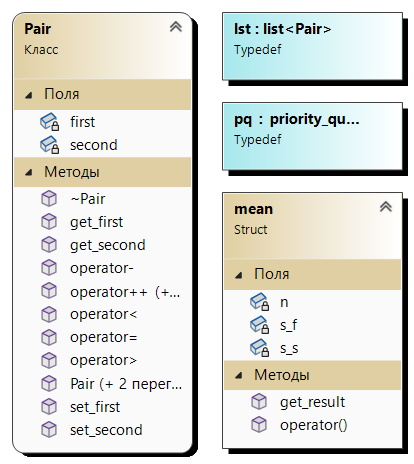 Pair
Класс
Поля
first
second
Методы
~Pair
get_first
get_second
operator-
operator++ (+...
operator<
operator=
operator>
Pair (+ 2 перег...
set_first
set_second
lst : list<Pair>
Typedef
pq : priority_qu...
Typedef
mean
Struct
Поля
n
s_f
s_s
Методы
get_result
operator()